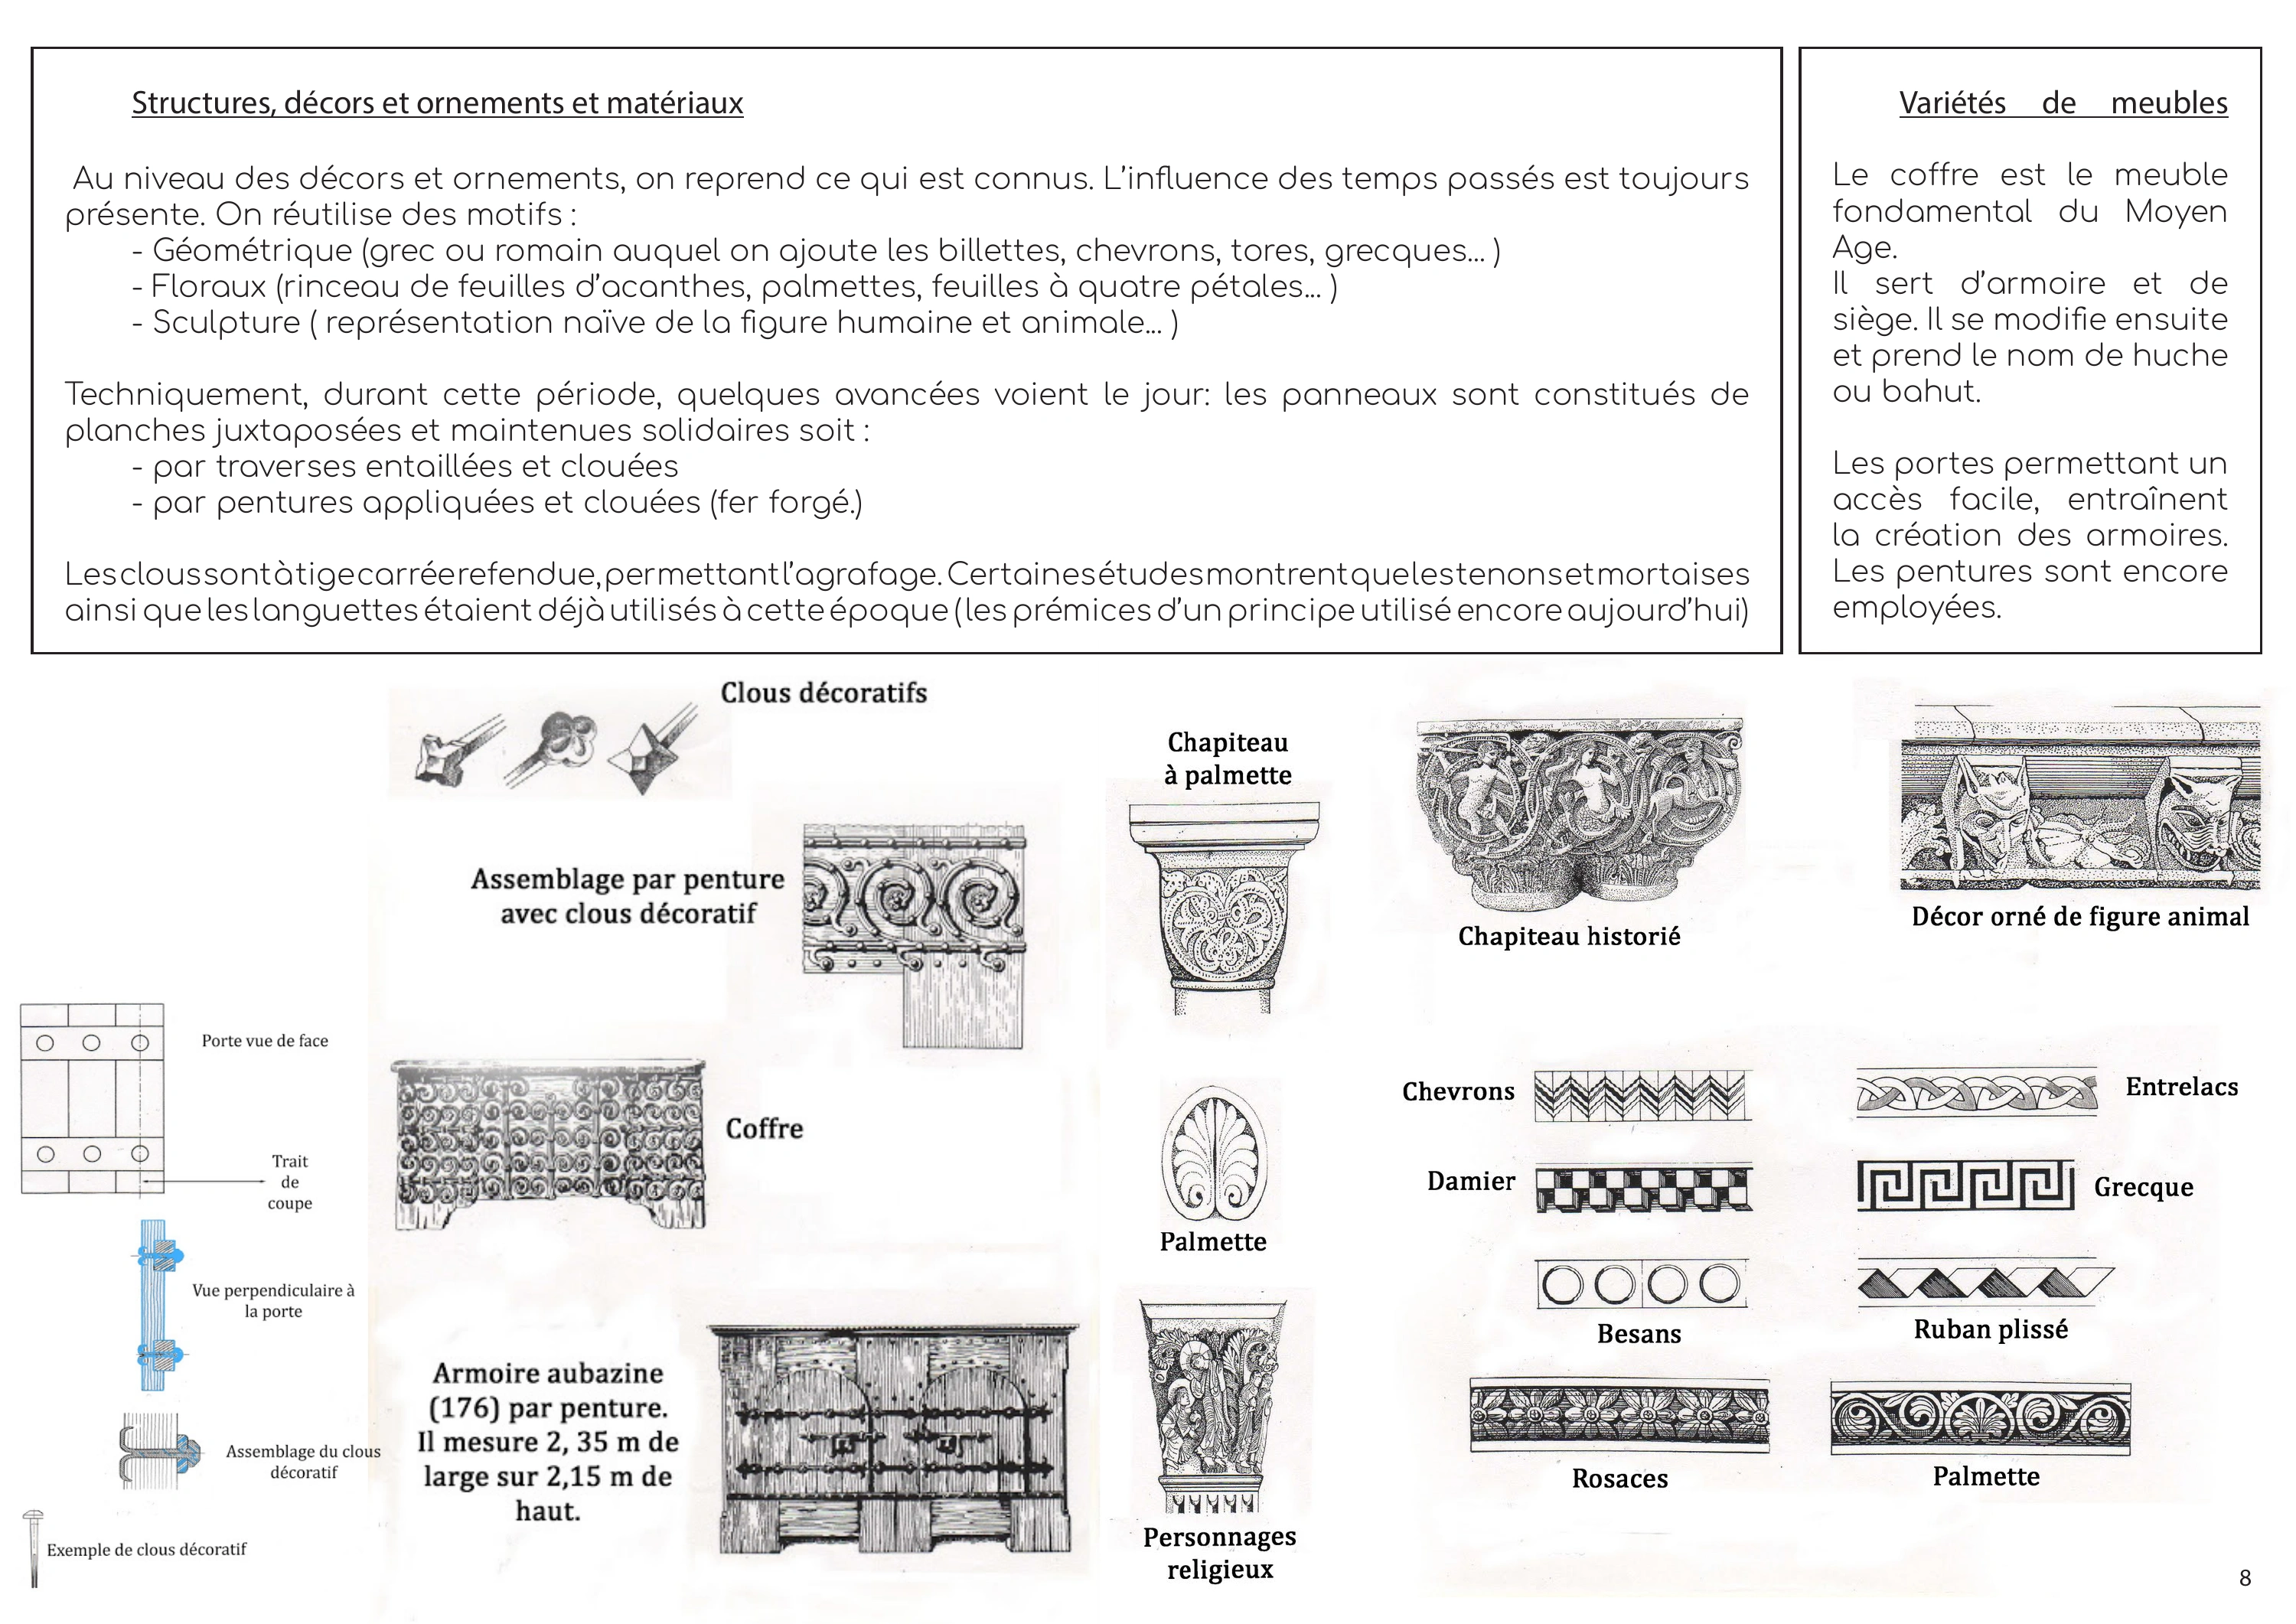 Structures, décors et ornements et matériaux
Au niveau des décors et ornements, on reprend ce qui est connus. L'influence des temps passés est toujours
présente. On réutilise des motifs :
- Géométrique (grec ou romain auquel on ajoute les billettes, chevrons, tores, grecques... )
- Floraux (rinceau de feuilles d'acanthes, palmettes, feuilles à quatre pétales... )
- Sculpture ( représentation naïve de la figure humaine et animale... )
Techniquement, durant cette période, quelques avancées voient le jour: les panneaux sont constitués de
planches juxtaposées et maintenues solidaires soit :
- par traverses entaillées et clouées
- par pentures appliquées et clouées (fer forgé.)
Les clous sont à tige carrée refendue, permettant l'agrafage. Certaines études montrent que les tenons et mortaises
ainsi que les languettes étaient déjà utilisés à cette époque (les prémices d'un principe utilisé encore aujourd'hui)
Variétés de meubles
Le coffre est le meuble
fondamental du Moyen
Age.
Il sert d'armoire et de
siège. Il se modifie ensuite
et prend le nom de huche
ou bahut.
Les portes permettant un
accès facile, entraînent
la création des armoires.
Les pentures sont encore
employées.
Clous décoratifs
Assemblage par penture
avec clous décoratif
Porte vue de face
Trait
de
coupe
Vue perpendiculaire à
la porte
Assemblage du clous
décoratif
Exemple de clous décoratif
Coffre
Armoire aubazine
(176) par penture.
Il mesure 2, 35 m de
large sur 2,15 m de
haut.
Chapiteau
à palmette
Palmette
Personnages
religieux
Chapiteau historié
Décor orné de figure animal
Chevrons
Entrelacs
Damier
Grecque
Besans
Ruban plissé
Rosaces
Palmette
8